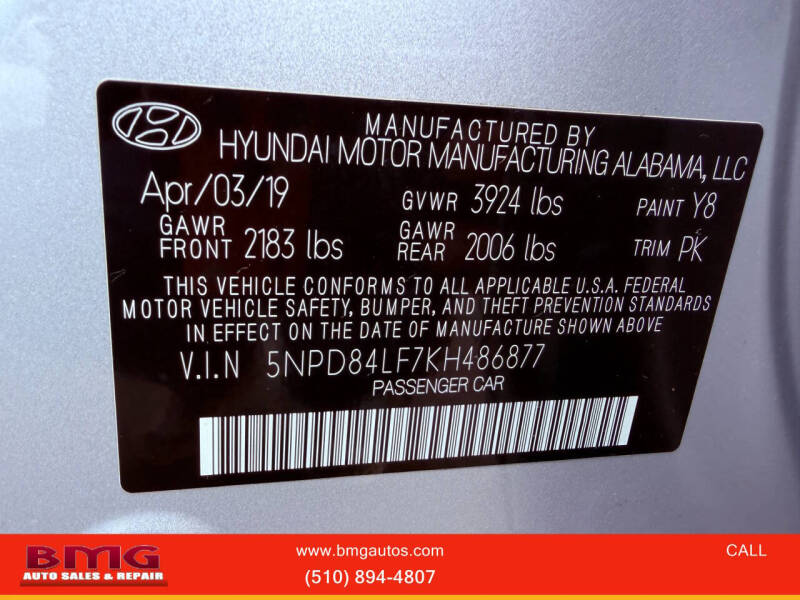 MANUFACTURED BY
HYUNDAI MOTOR MANUFACTURING ALABAMA, LLC
Apr/03/19 GVWR 3924 lbs PAINT Y8
GAWR FRONT 2183 lbs GAWR REAR 2006 lbs TRIM PK
THIS VEHICLE CONFORMS TO APPLICABLE U.S.A. FEDERAL
MOTOR VEHICLE SAFETY, BUMPER, AND THEFT PREVENTION STANDARDS
IN EFFECT ON THE DATE OF MANUFACTURE SHOWN ABOVE
V.I.N 5NPD84LF7KH486877
PASSENGER CAR
BMG
AUTO SALES & REPAIR
www.bmgautos.com
(510) 894-4807
CALL